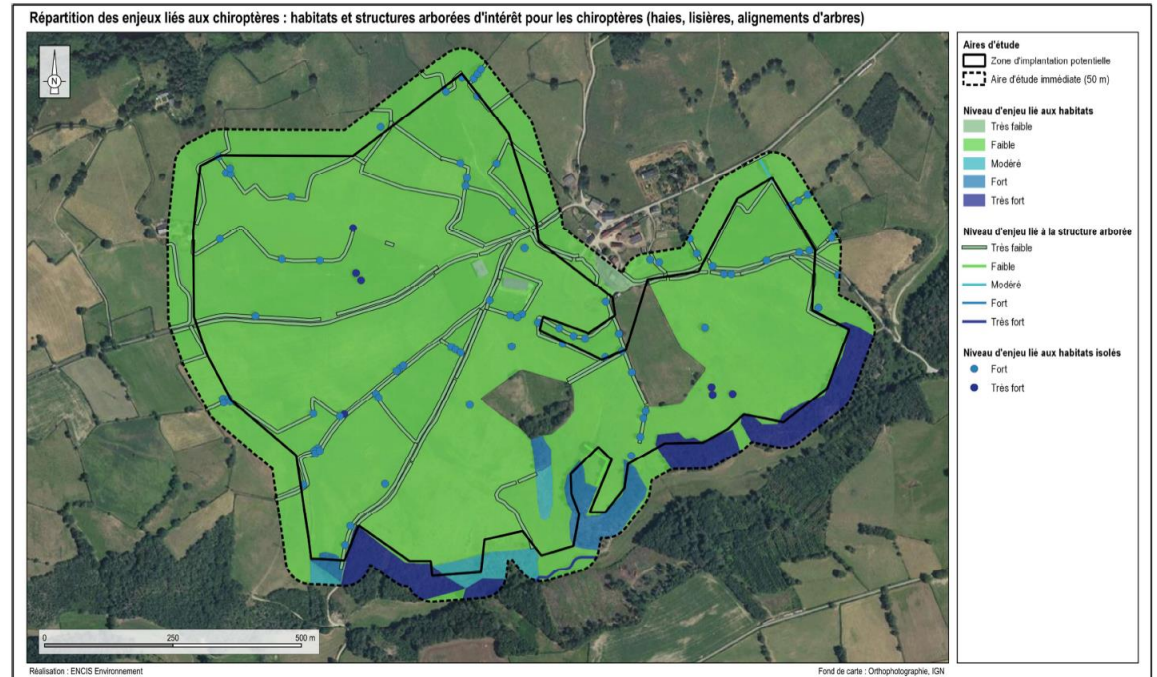 Répartition des enjeux liés aux chiroptères : habitats et structures arborées d'intérêt pour les chiroptères (haies, lisières, alignements d'arbres)
N
Aires d'étude
Zone d'implantation potentielle
Aire d'étude immédiate (50 m)
Niveau d'enjeu lié aux habitats
Très faible
Faible
Modéré
Fort
Très fort
Niveau d'enjeu lié à la structure arborée
Très faible
Faible
Modéré
Fort
Très fort
Niveau d'enjeu lié aux habitats isolés
Fort
Très fort
0 250 500 m
Réalisation : ENCIS Environnement
Fond de carte : Orthophotographie, IGN